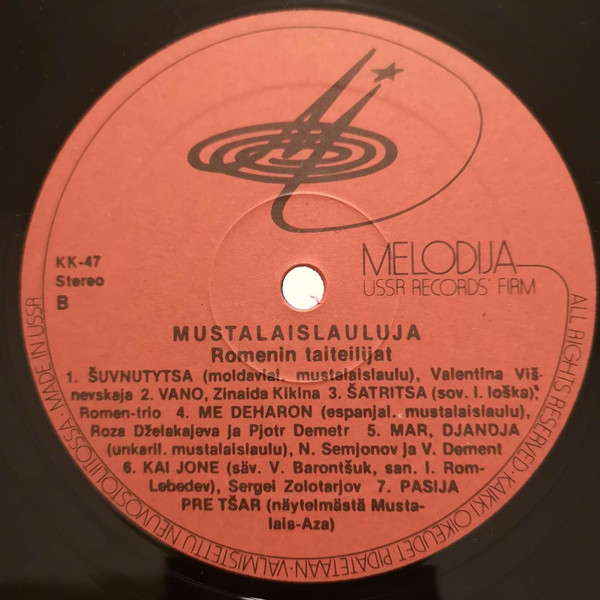 MELODIJA
USSR RECORDS' FIRM
KK-47
Stereo
B
MUSTALAISLAULUJA
Romenin taiteilijat
1. ŠUVNUTYTSA (moldavial. mustalaislaulu), Valentina Viš-
nevskaja 2. VANO, Zinaida Kikina 3. ŠATRITSA (sov. I. Ioška),
Romen-trio 4. ME DEHARON (espanjal. mustalaislaulu),
Roza Dželakajeva ja Pjotr Demetr 5. MAR, DJANDJA
(unkaril. mustalaislaulu), N. Semjonov ja V. Dement
6. KAI JONE (säv. V. Barontšuk, san. I. Rom-
Lebedev), Sergei Zolotarjov 7. PASIJA
PRE TŠAR (näytelmästä Musta-
lais-Aza)
ALL RIGHTS RESERVED · KAIKKI OIKEUDET PIDÄTETÄÄN · VALMISTETTU NEUVOSTOLIITOSSA · MADE IN USSR